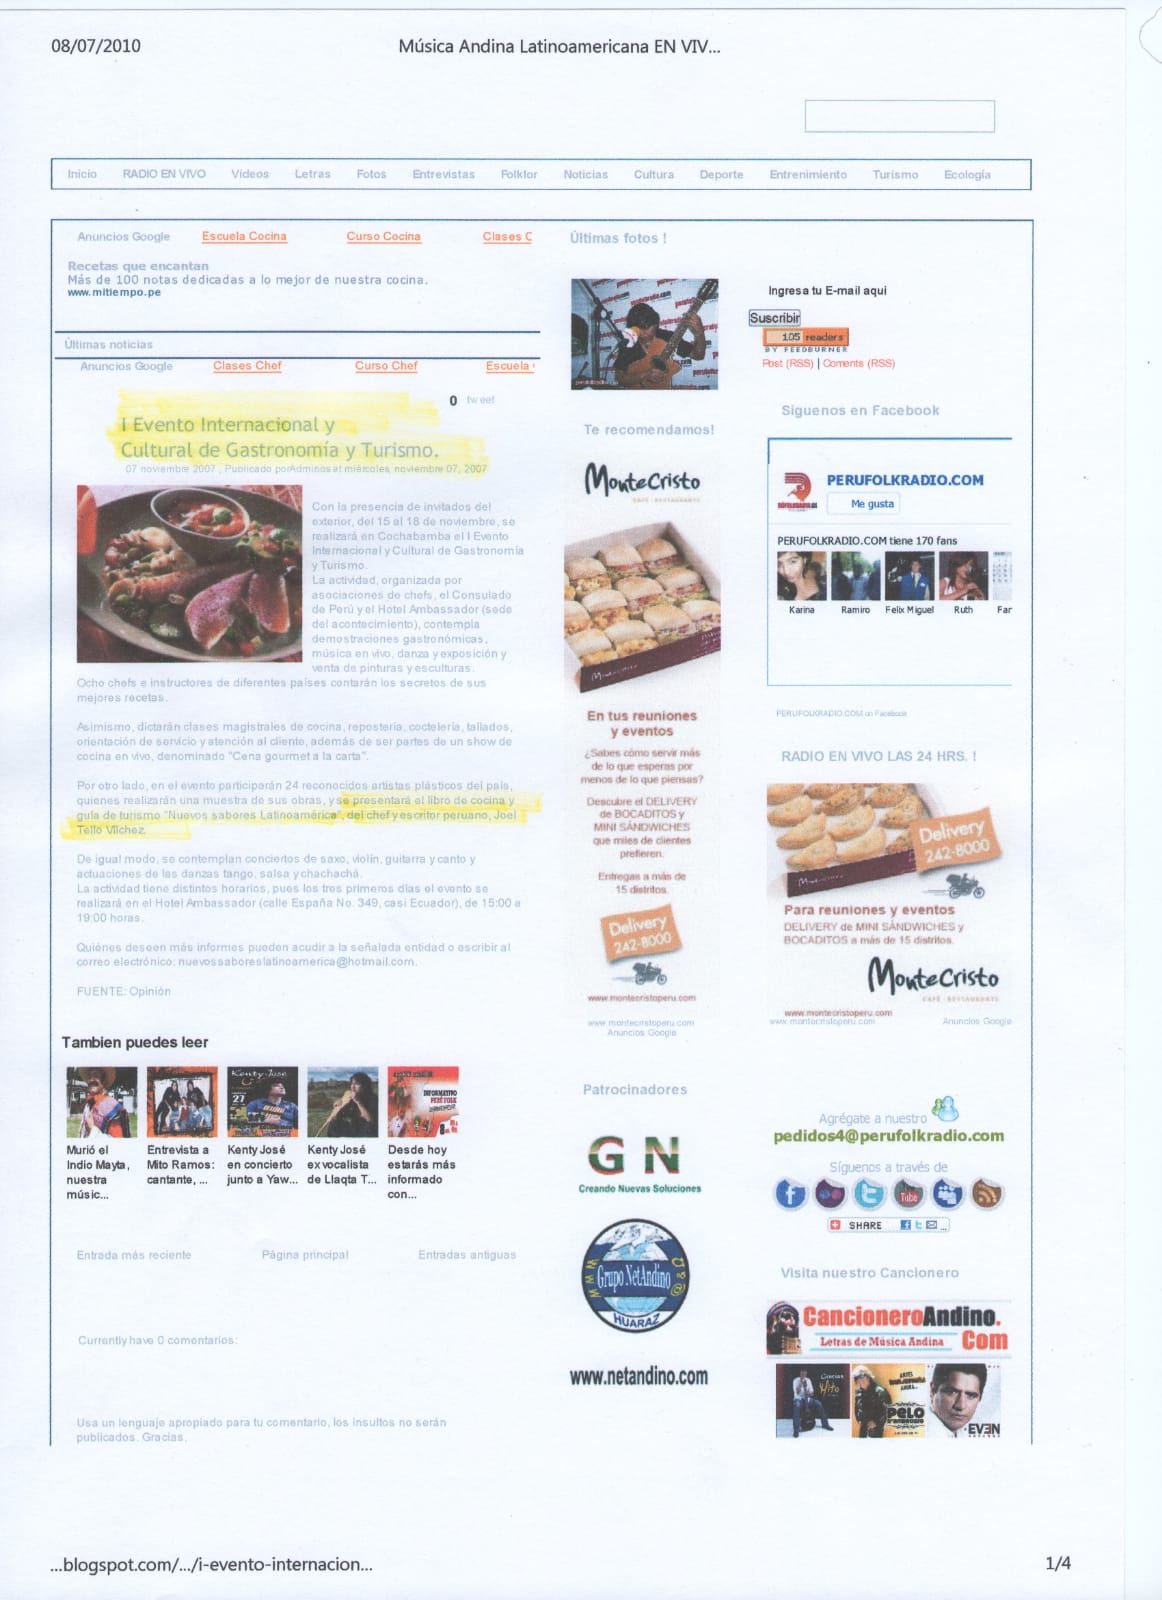 08/07/2010
Música Andina Latinoamericana EN VIV...
Inicio RADIO EN VIVO Videos Letras Fotos Entrevistas Folklor Noticias Cultura Deporte Entrenimiento Turismo Ecología
Anuncios Google Escuela Cocina Curso Cocina Clases C
Recetas que encantan
Más de 100 notas dedicadas a lo mejor de nuestra cocina.
www.mitiempo.pe
Últimas noticias
Anuncios Google Clases Chef Curso Chef Escuela
0 tweet
I Evento Internacional y
Cultural de Gastronomía y Turismo.
07 noviembre 2007 , Publicado porAdminos at miércoles, noviembre 07, 2007
Con la presencia de invitados del
exterior, del 15 al 18 de noviembre, se
realizará en Cochabamba el I Evento
Internacional y Cultural de Gastronomía
y Turismo.
La actividad, organizada por
asociaciones de chefs, el Consulado
de Perú y el Hotel Ambassador (sede
del acontecimiento), contempla
demostraciones gastronómicas,
música en vivo, danza y exposición y
venta de pinturas y esculturas.
Ocho chefs e instructores de diferentes países contarán los secretos de sus
mejores recetas.
Asimismo, dictarán clases magistrales de cocina, repostería, coctelería, tallados,
orientación de servicio y atención al cliente, además de ser partes de un show de
cocina en vivo, denominado "Cena gourmet a la carta".
Por otro lado, en el evento participarán 24 reconocidos artistas plásticos del país,
quienes realizarán una muestra de sus obras, y se presentará el libro de cocina y
guía de turismo "Nuevos sabores Latinoamérica", del chef y escritor peruano, Joel
Tello Vílchez.
De igual modo, se contemplan conciertos de saxo, violín, guitarra y canto y
actuaciones de las danzas tango, salsa y chachachá.
La actividad tiene distintos horarios, pues los tres primeros días el evento se
realizará en el Hotel Ambassador (calle España No. 349, casi Ecuador), de 15:00 a
19:00 horas.
Quiénes deseen más informes pueden acudir a la señalada entidad o escribir al
correo electrónico: nuevossaboreslatinoamerica@hotmail.com.
FUENTE: Opinión
Tambien puedes leer
Kenty José
27
INFORMATIVO
PERÚ FOLK
Murió el
Indio Mayta,
nuestra
músic...
Entrevista a
Mito Ramos:
cantante, ...
Kenty José
en concierto
junto a Yaw...
Kenty José
ex vocalista
de Llaqta T...
Desde hoy
estarás más
informado
con...
Entrada más reciente Página principal Entradas antiguas
Currently have 0 comentarios:
Usa un lenguaje apropiado para tu comentario, los insultos no serán
publicados. Gracias.
Últimas fotos !
Te recomendamos!
MonteCristo
CAFÉ - RESTAURANTE
En tus reuniones
y eventos
¿Sabes cómo servir más
de lo que esperas por
menos de lo que piensas?
Descubre el DELIVERY
de BOCADITOS y
MINI SÁNDWICHES
que miles de clientes
prefieren.
Entregas a más de
15 distritos.
Delivery
242-8000
www.montecristoperu.com
www.montecristoperu.com
Anuncios Google
Patrocinadores
GN
Creando Nuevas Soluciones
WWW
Grupo NetAndino
HUARAZ
www.netandino.com
Ingresa tu E-mail aqui
Suscribir
105 readers
BY FEEDBURNER
Post (RSS) | Coments (RSS)
Siguenos en Facebook
PERUFOLKRADIO.COM
Me gusta
PERUFOLKRADIO.COM tiene 170 fans
Karina Ramiro Felix Miguel Ruth Far
PERUFOLKRADIO.COM on Facebook
RADIO EN VIVO LAS 24 HRS. !
Delivery
242-8000
Para reuniones y eventos
DELIVERY de MINI SÁNDWICHES y
BOCADITOS a más de 15 distritos.
MonteCristo
CAFÉ - RESTAURANTE
www.montecristoperu.com
www.montecristoperu.com Anuncios Google
Agrégate a nuestro
pedidos4@perufolkradio.com
Síguenos a través de
You
Tube
SHARE
Visita nuestro Cancionero
CancioneroAndino.
Letras de Música Andina Com
Gracias
Mito
PELO
EVEN
...blogspot.com/.../i-evento-internacion...
1/4